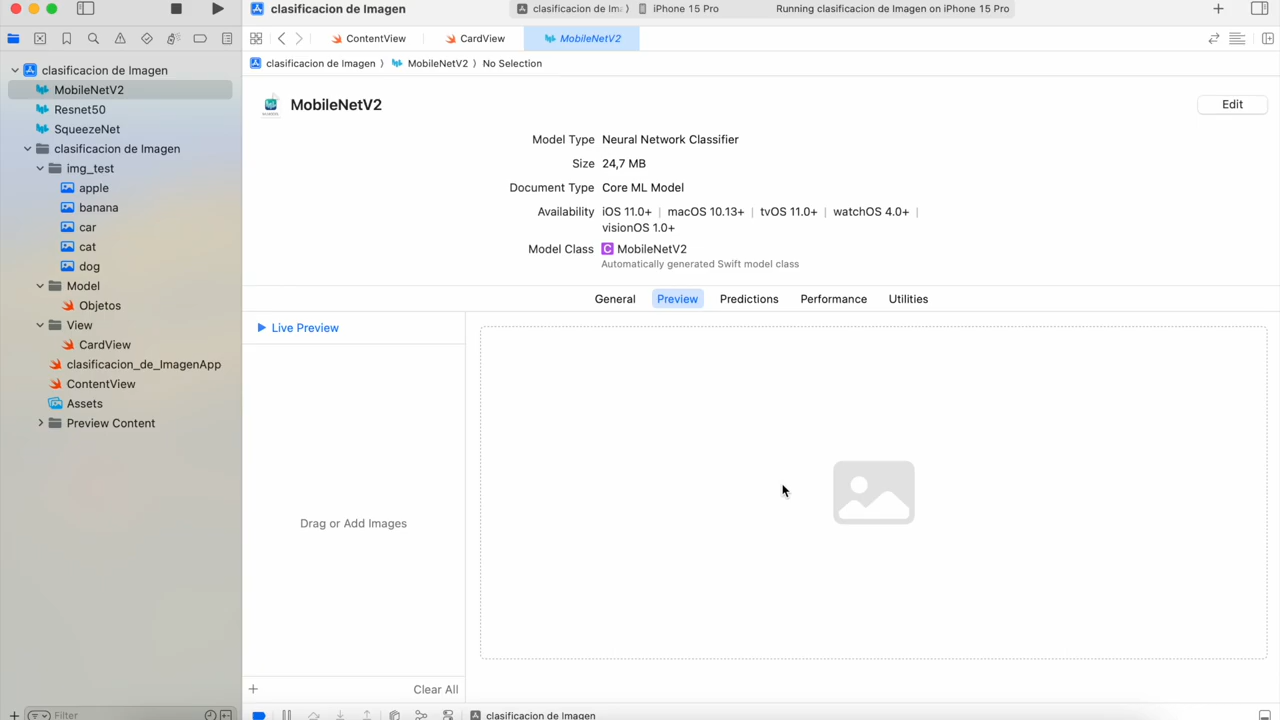 clasificacion de Imagen
clasificacion de Im
iPhone 15 Pro
Running clasificacion de Imagen on iPhone 15 Pro
ContentView
CardView
MobileNetV2
clasificacion de Imagen
MobileNetV2
No Selection
clasificacion de Imagen
MobileNetV2
Resnet50
SqueezeNet
clasificacion de Imagen
img_test
apple
banana
car
cat
dog
Model
Objetos
View
CardView
clasificacion_de_ImagenApp
ContentView
Assets
Preview Content
Filter
MobileNetV2
Edit
Model Type Neural Network Classifier
Size 24,7 MB
Document Type Core ML Model
Availability iOS 11.0+ | macOS 10.13+ | tvOS 11.0+ | watchOS 4.0+ |
visionOS 1.0+
Model Class C MobileNetV2
Automatically generated Swift model class
General Preview Predictions Performance Utilities
Live Preview
Drag or Add Images
Clear All
clasificacion de Imagen